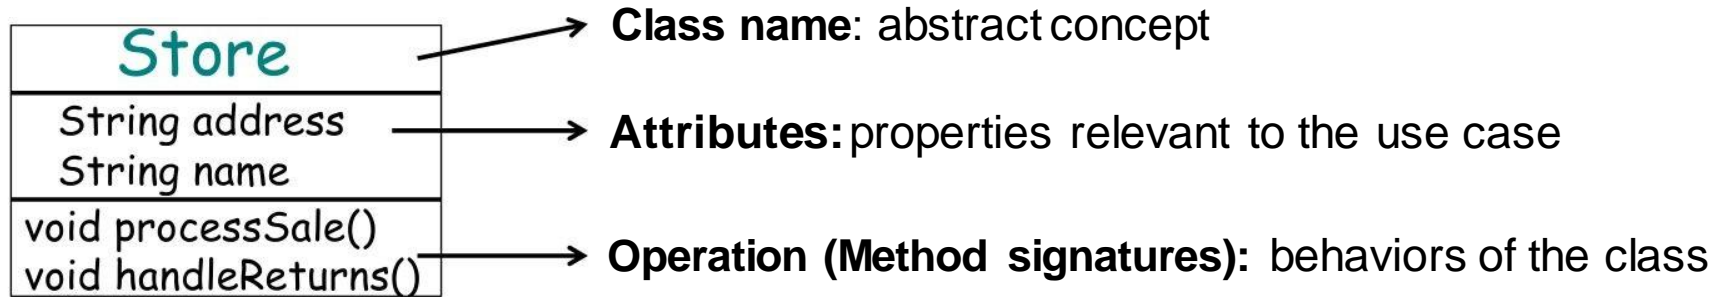 Store
Class name: abstract concept
String address
String name
Attributes: properties relevant to the use case
void processSale()
void handleReturns()
Operation (Method signatures): behaviors of the class